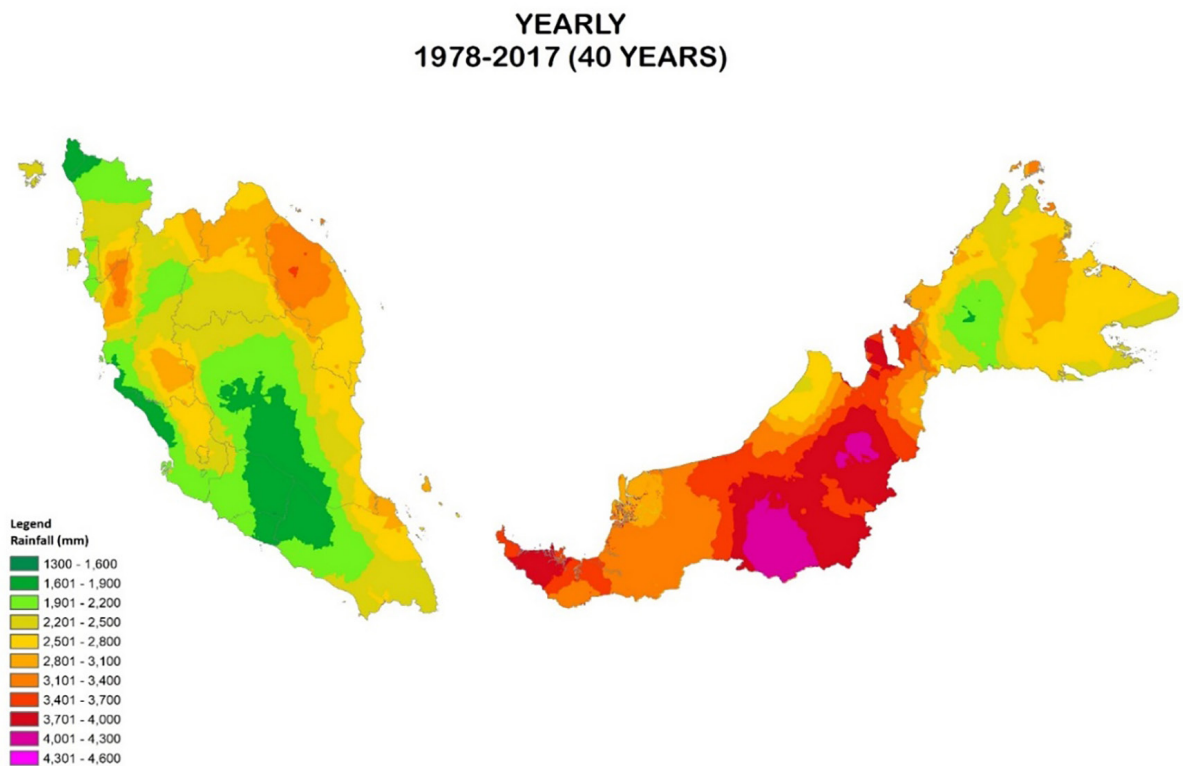 YEARLY
1978-2017 (40 YEARS)
Legend
Rainfall (mm)
1300 - 1,600
1,601 - 1,900
1,901 - 2,200
2,201 - 2,500
2,501 - 2,800
2,801 - 3,100
3,101 - 3,400
3,401 - 3,700
3,701 - 4,000
4,001 - 4,300
4,301 - 4,600